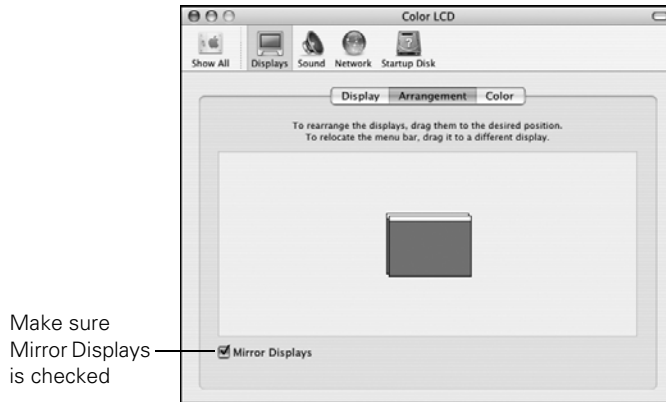 Color LCD
Show All Displays Sound Network Startup Disk
Display Arrangement Color
To rearrange the displays, drag them to the desired position.
To relocate the menu bar, drag it to a different display.
Make sure
Mirror Displays
is checked
Mirror Displays